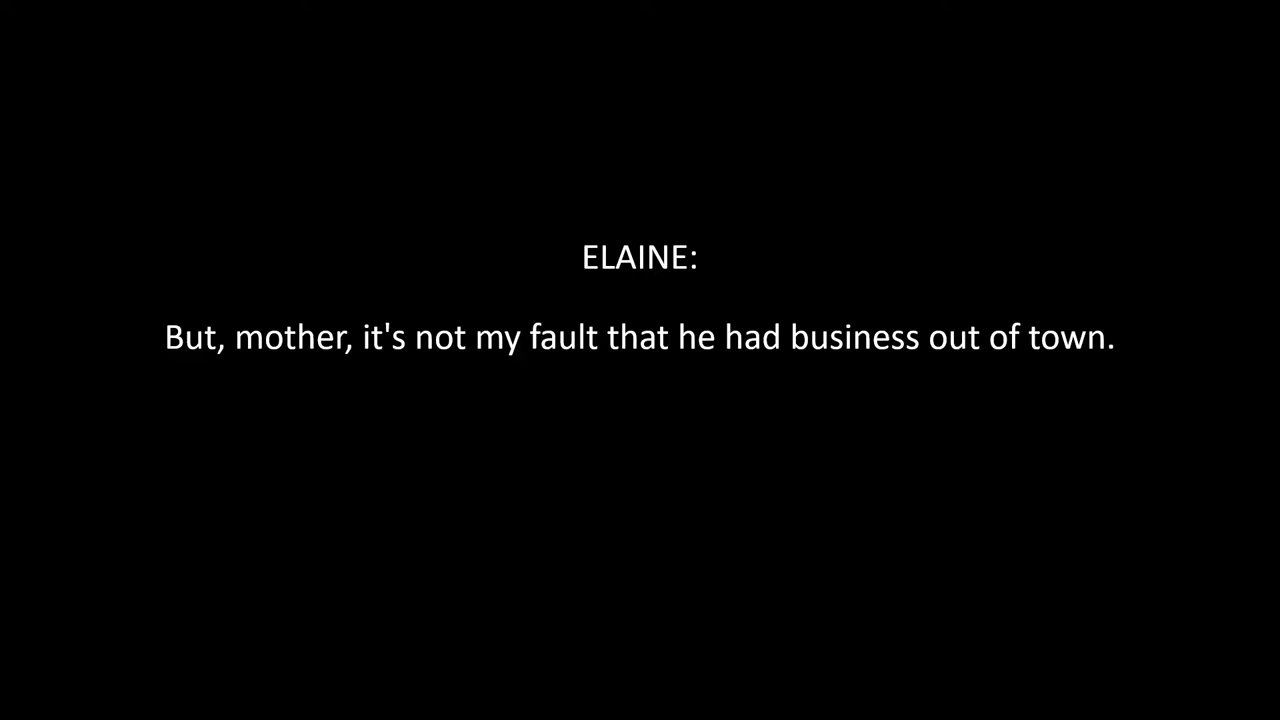 ELAINE:
But, mother, it's not my fault that he had business out of town.